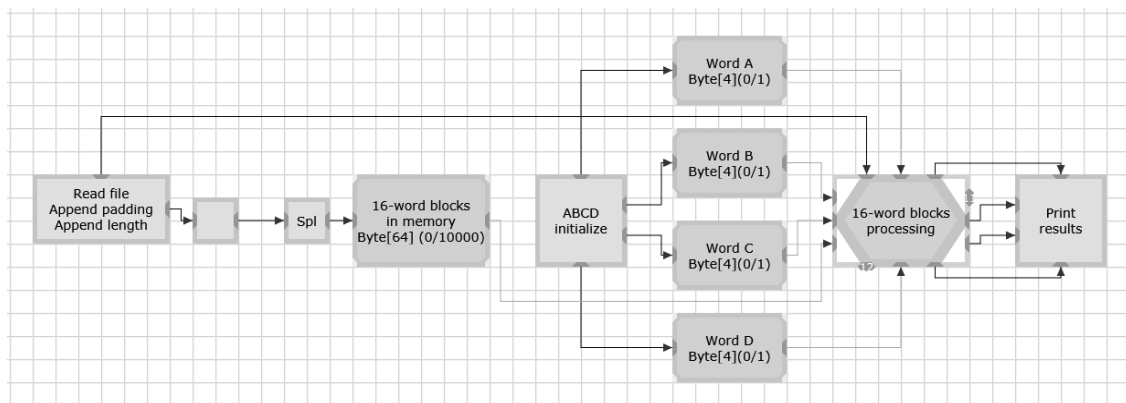 Read file
Append padding
Append length
Spl
16-word blocks
in memory
Byte[64] (0/10000)
ABCD
initialize
Word A
Byte[4](0/1)
Word B
Byte[4](0/1)
Word C
Byte[4](0/1)
Word D
Byte[4](0/1)
16-word blocks
processing
12
Print
results